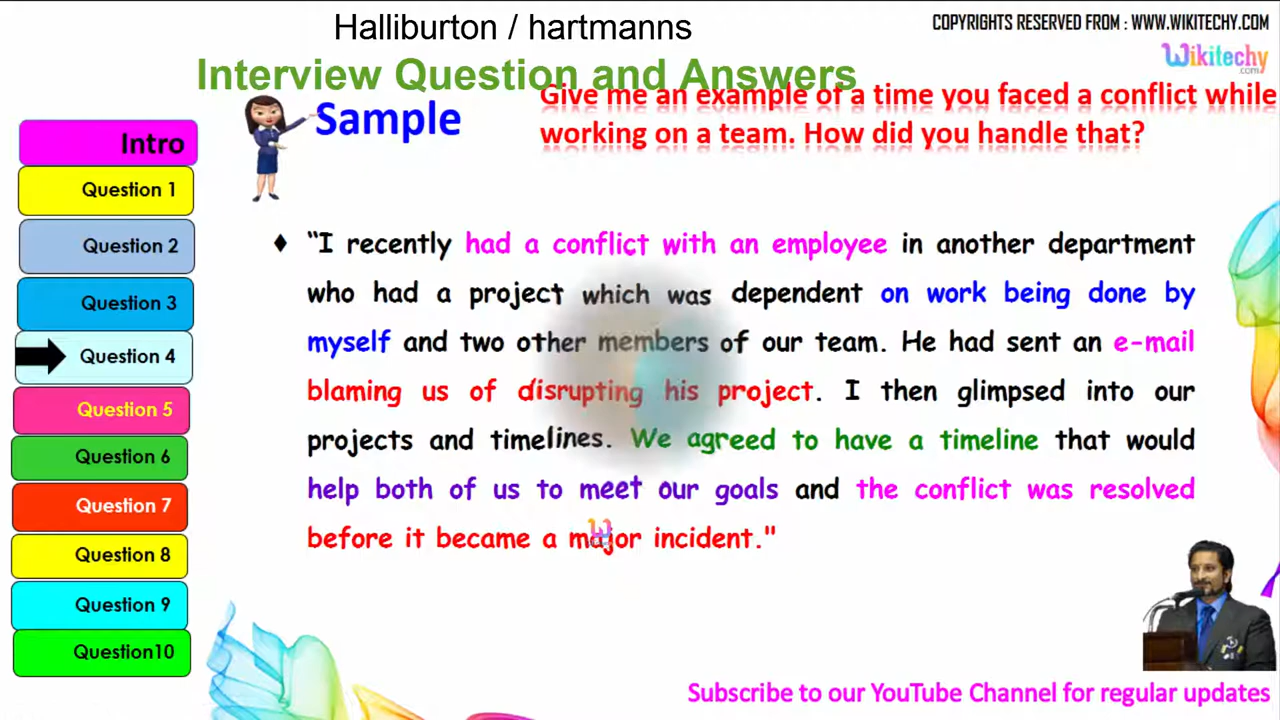 Halliburton / hartmanns
COPYRIGHTS RESERVED FROM : WWW.WIKITECHY.COM
Wikitechy
.com
Interview Question and Answers
Sample
Give me an example of a time you faced a conflict while
working on a team. How did you handle that?
Intro
Question 1
Question 2
Question 3
Question 4
Question 5
Question 6
Question 7
Question 8
Question 9
Question10
♦ "I recently had a conflict with an employee in another department
who had a project which was dependent on work being done by
myself and two other members of our team. He had sent an e-mail
blaming us of disrupting his project. I then glimpsed into our
projects and timelines. We agreed to have a timeline that would
help both of us to meet our goals and the conflict was resolved
before it became a major incident."
Subscribe to our YouTube Channel for regular updates